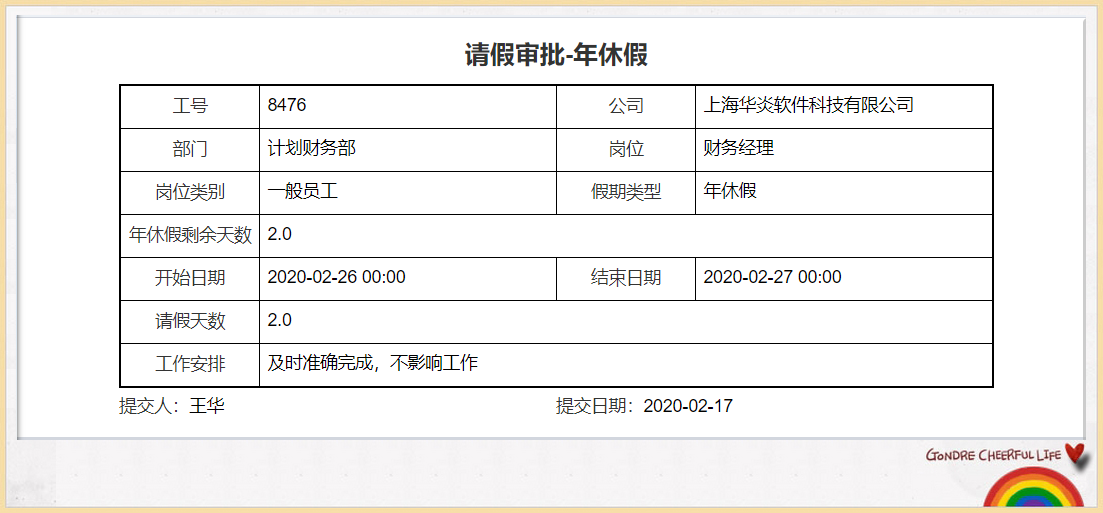 请假审批-年休假
工号 8476 公司 上海华炎软件科技有限公司
部门 计划财务部 岗位 财务经理
岗位类别 一般员工 假期类型 年休假
年休假剩余天数 2.0
开始日期 2020-02-26 00:00 结束日期 2020-02-27 00:00
请假天数 2.0
工作安排 及时准确完成，不影响工作
提交人：王华 提交日期：2020-02-17
GONDRE CHEERFUL LIFE